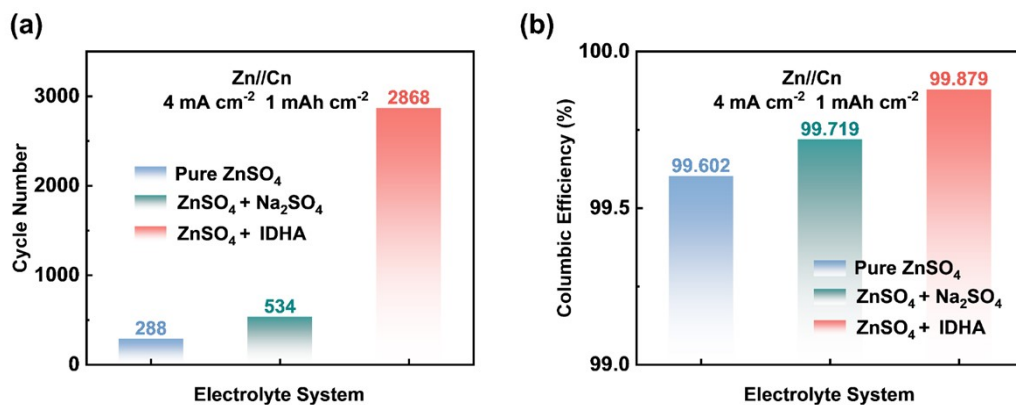 (a)
Zn//Cn
4 mA cm⁻² 1 mAh cm⁻²
2868
3000
Pure ZnSO₄
ZnSO₄ + Na₂SO₄
ZnSO₄ + IDHA
2000
1000
534
288
0
Cycle Number
Electrolyte System
(b)
100.0
Zn//Cn
99.879
4 mA cm⁻² 1 mAh cm⁻²
99.719
99.602
99.5
Pure ZnSO₄
ZnSO₄ + Na₂SO₄
ZnSO₄ + IDHA
99.0
Columbic Efficiency (%)
Electrolyte System